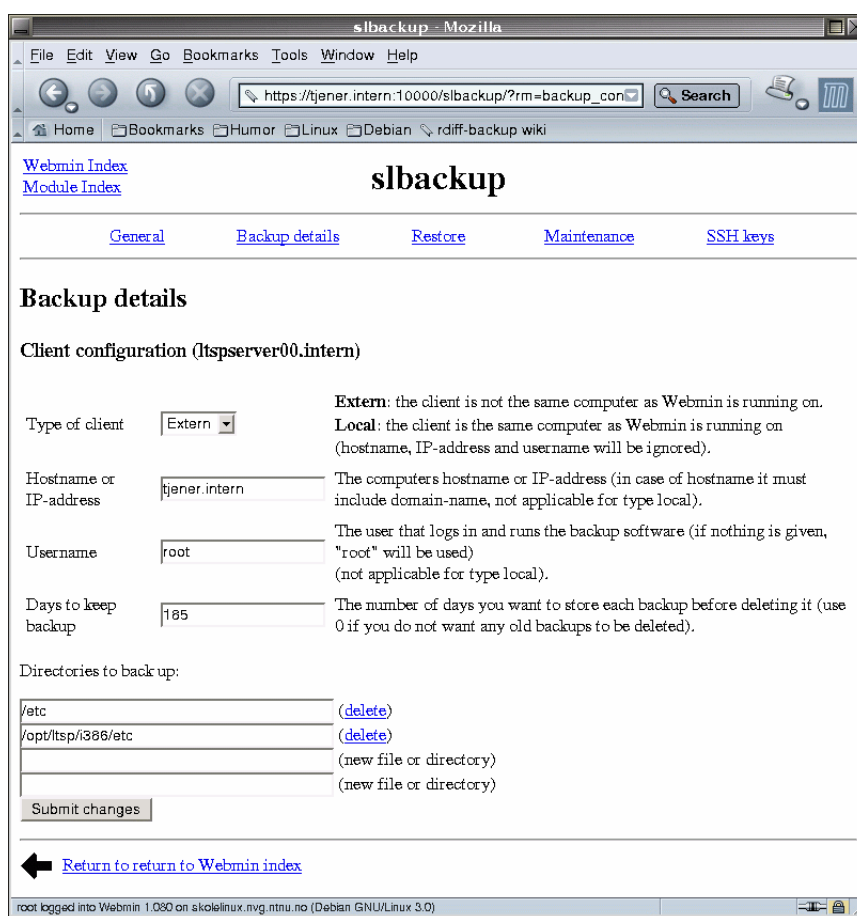 slbackup - Mozilla
File Edit View Go Bookmarks Tools Window Help
https://tjener.intern:10000/slbackup/?rm=backup_con
Search
Home Bookmarks Humor Linux Debian rdiff-backup wiki
Webmin Index
Module Index
slbackup
General Backup details Restore Maintenance SSH keys
Backup details
Client configuration (ltspserver00.intern)
Type of client
Extern
Extern: the client is not the same computer as Webmin is running on.
Local: the client is the same computer as Webmin is running on
(hostname, IP-address and username will be ignored).
Hostname or
IP-address
tjener.intern
The computers hostname or IP-address (in case of hostname it must
include domain-name, not applicable for type local).
Username
root
The user that logs in and runs the backup software (if nothing is given,
"root" will be used)
(not applicable for type local).
Days to keep
backup
185
The number of days you want to store each backup before deleting it (use
0 if you do not want any old backups to be deleted).
Directories to back up:
/etc (delete)
/opt/ltsp/i386/etc (delete)
(new file or directory)
(new file or directory)
Submit changes
Return to return to Webmin index
root logged into Webmin 1.080 on skolelinux.nvg.ntnu.no (Debian GNU/Linux 3.0)